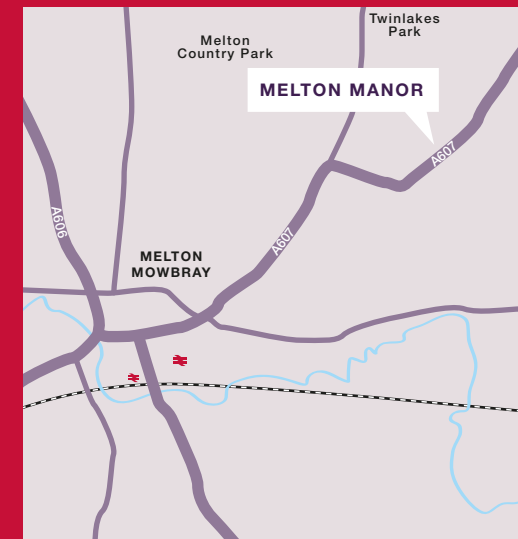 Twinlakes
Park
Melton
Country Park
MELTON MANOR
A607
A606
A607
MELTON
MOWBRAY